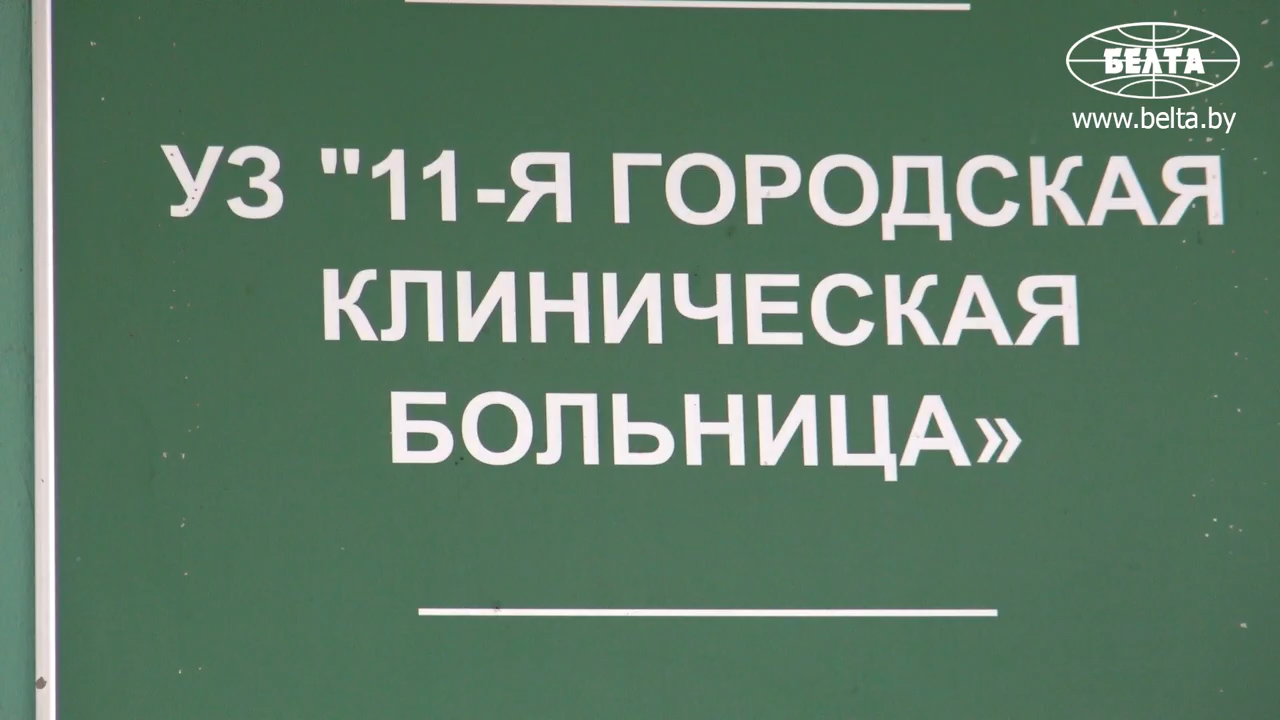 БЕЛТА
www.belta.by
УЗ "11-Я ГОРОДСКАЯ
КЛИНИЧЕСКАЯ
БОЛЬНИЦА»